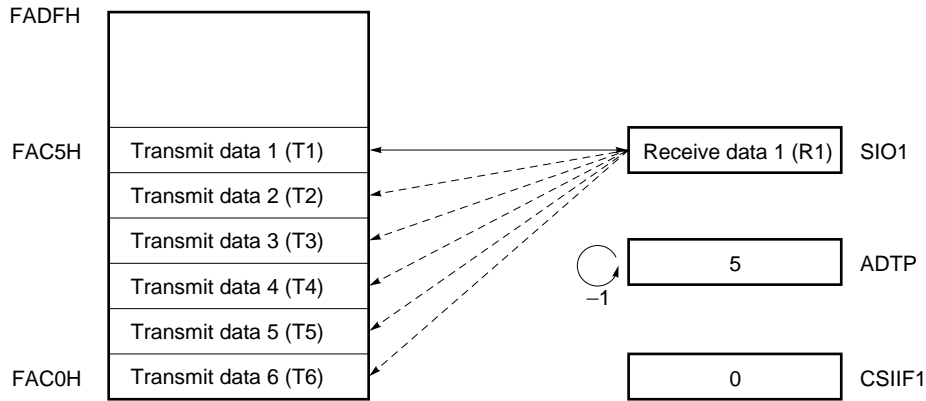 FADFH
FAC5H
Transmit data 1 (T1)
Receive data 1 (R1)
SIO1
Transmit data 2 (T2)
Transmit data 3 (T3)
5
ADTP
–1
Transmit data 4 (T4)
Transmit data 5 (T5)
FAC0H
Transmit data 6 (T6)
0
CSIIF1